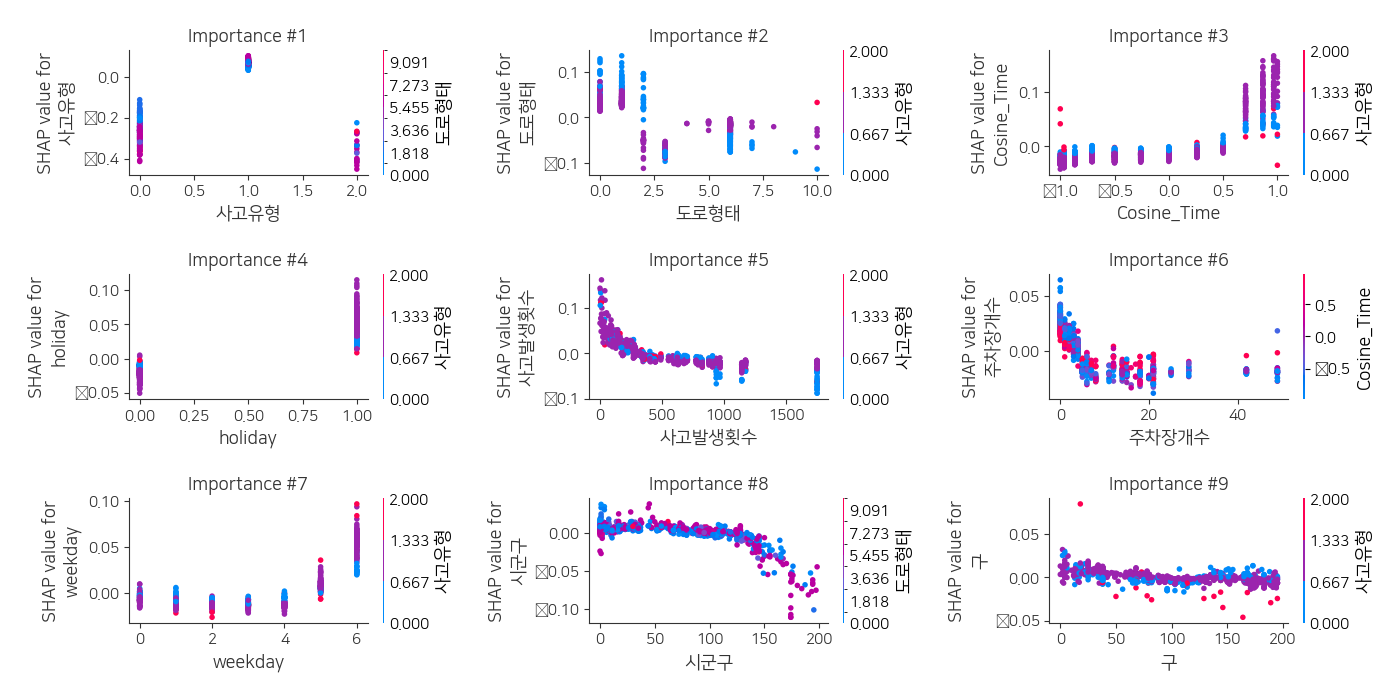 Importance #1
SHAP value for
사고유형
0.0
0.2
0.4
0.0
0.5
1.0
1.5
2.0
사고유형
9.091
7.273
5.455
3.636
1.818
0.000
도로형태
Importance #2
SHAP value for
도로형태
0.1
0.0
0.1
0.0
2.5
5.0
7.5
10.0
도로형태
2.000
1.333
0.667
0.000
사고유형
Importance #3
SHAP value for
Cosine_Time
0.1
0.0
1.0
0.5
0.0
0.5
1.0
Cosine_Time
2.000
1.333
0.667
0.000
사고유형
Importance #4
SHAP value for
holiday
0.10
0.05
0.00
0.05
0.00
0.25
0.50
0.75
1.00
holiday
2.000
1.333
0.667
0.000
사고유형
Importance #5
SHAP value for
사고발생횟수
0.1
0.0
0.1
0
500
1000
1500
사고발생횟수
2.000
1.333
0.667
0.000
사고유형
Importance #6
SHAP value for
주차장개수
0.05
0.00
0
20
40
주차장개수
0.5
0.0
0.5
Cosine_Time
Importance #7
SHAP value for
weekday
0.10
0.05
0.00
0
2
4
6
weekday
2.000
1.333
0.667
0.000
사고유형
Importance #8
SHAP value for
시군구
0.00
0.05
0.10
0
50
100
150
200
시군구
9.091
7.273
5.455
3.636
1.818
0.000
도로형태
Importance #9
SHAP value for
구
0.05
0.00
0.05
0
50
100
150
200
구
2.000
1.333
0.667
0.000
사고유형